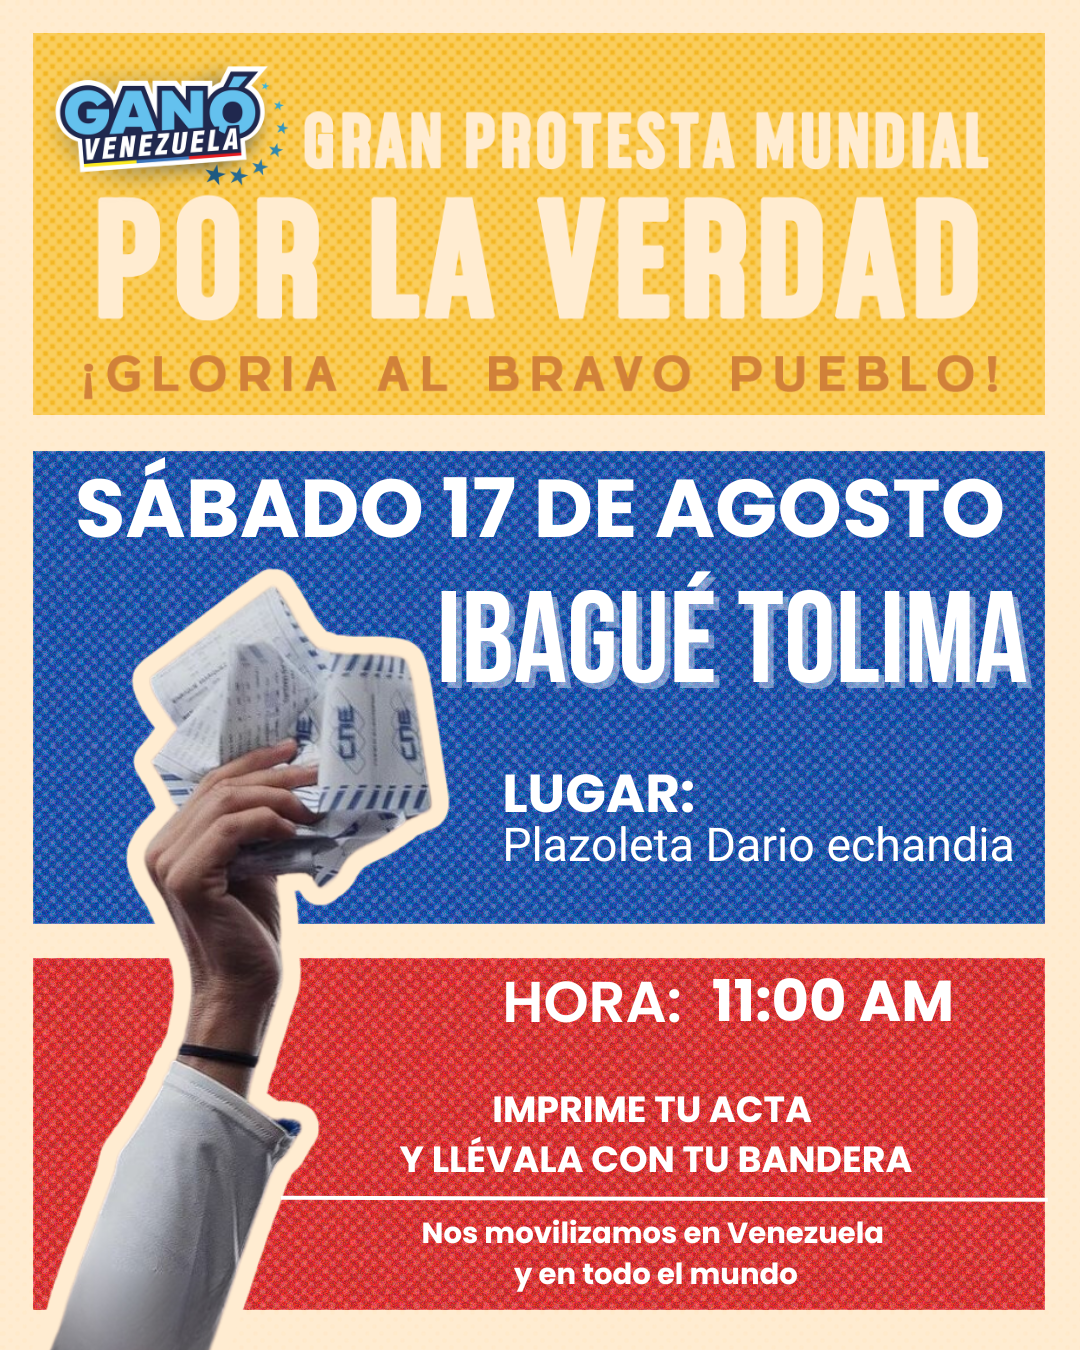 GANÓ
VENEZUELA
GRAN PROTESTA MUNDIAL
POR LA VERDAD
¡GLORIA AL BRAVO PUEBLO!
SÁBADO 17 DE AGOSTO
IBAGUÉ TOLIMA
CNE
CNE
LUGAR:
Plazoleta Dario echandia
HORA: 11:00 AM
IMPRIME TU ACTA
Y LLÉVALA CON TU BANDERA
Nos movilizamos en Venezuela
y en todo el mundo